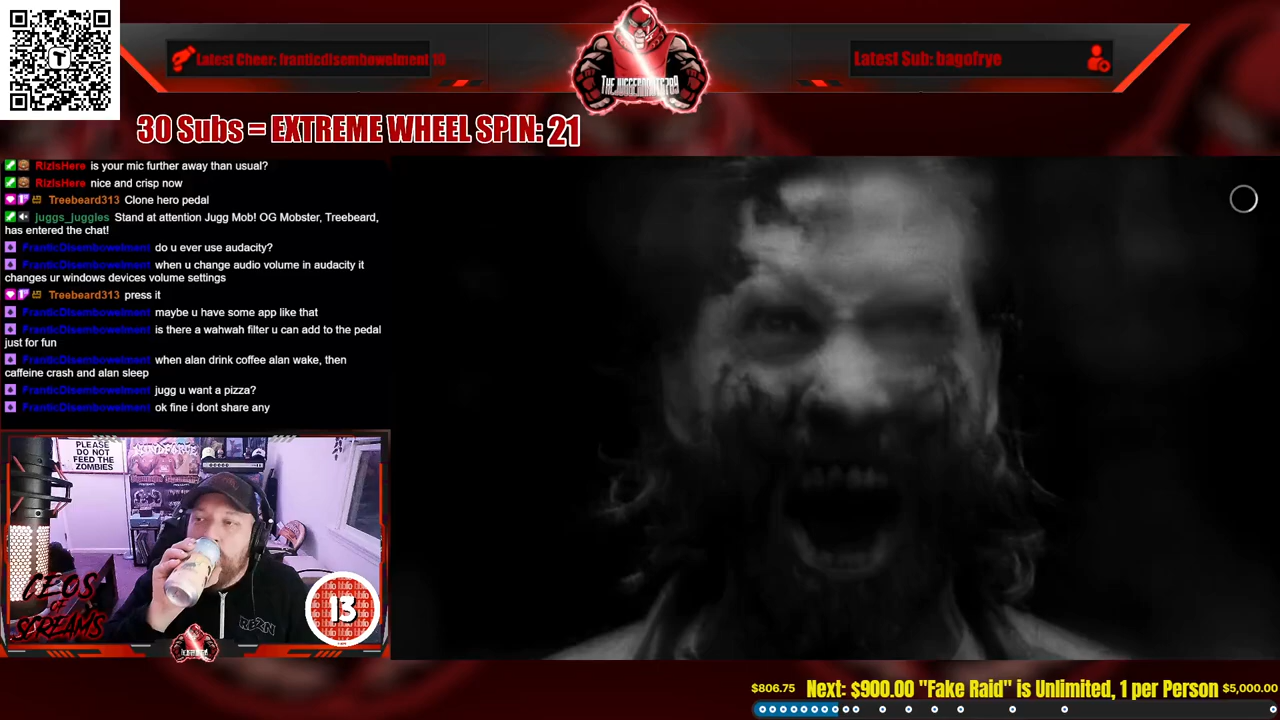 Latest Cheer: franticdisembowelment 10
THEJUGGERNAUT6789
Latest Sub: bagofrye
30 Subs = EXTREME WHEEL SPIN: 21
RizIsHere is your mic further away than usual?
RizIsHere nice and crisp now
Treebeard313 Clone hero pedal
juggs_juggles Stand at attention Jugg Mob! OG Mobster, Treebeard,
has entered the chat!
FranticDisembowelment do u ever use audacity?
FranticDisembowelment when u change audio volume in audacity it
changes ur windows devices volume settings
Treebeard313 press it
FranticDisembowelment maybe u have some app like that
FranticDisembowelment is there a wahwah filter u can add to the pedal
just for fun
FranticDisembowelment when alan drink coffee alan wake, then
caffeine crash and alan sleep
FranticDisembowelment jugg u want a pizza?
FranticDisembowelment ok fine i dont share any
PLEASE
DO NOT
FEED THE
ZOMBIES
MINDFORCE
CEOS
OF
SCREAMS
13
$806.75 Next: $900.00 "Fake Raid" is Unlimited, 1 per Person $5,000.00